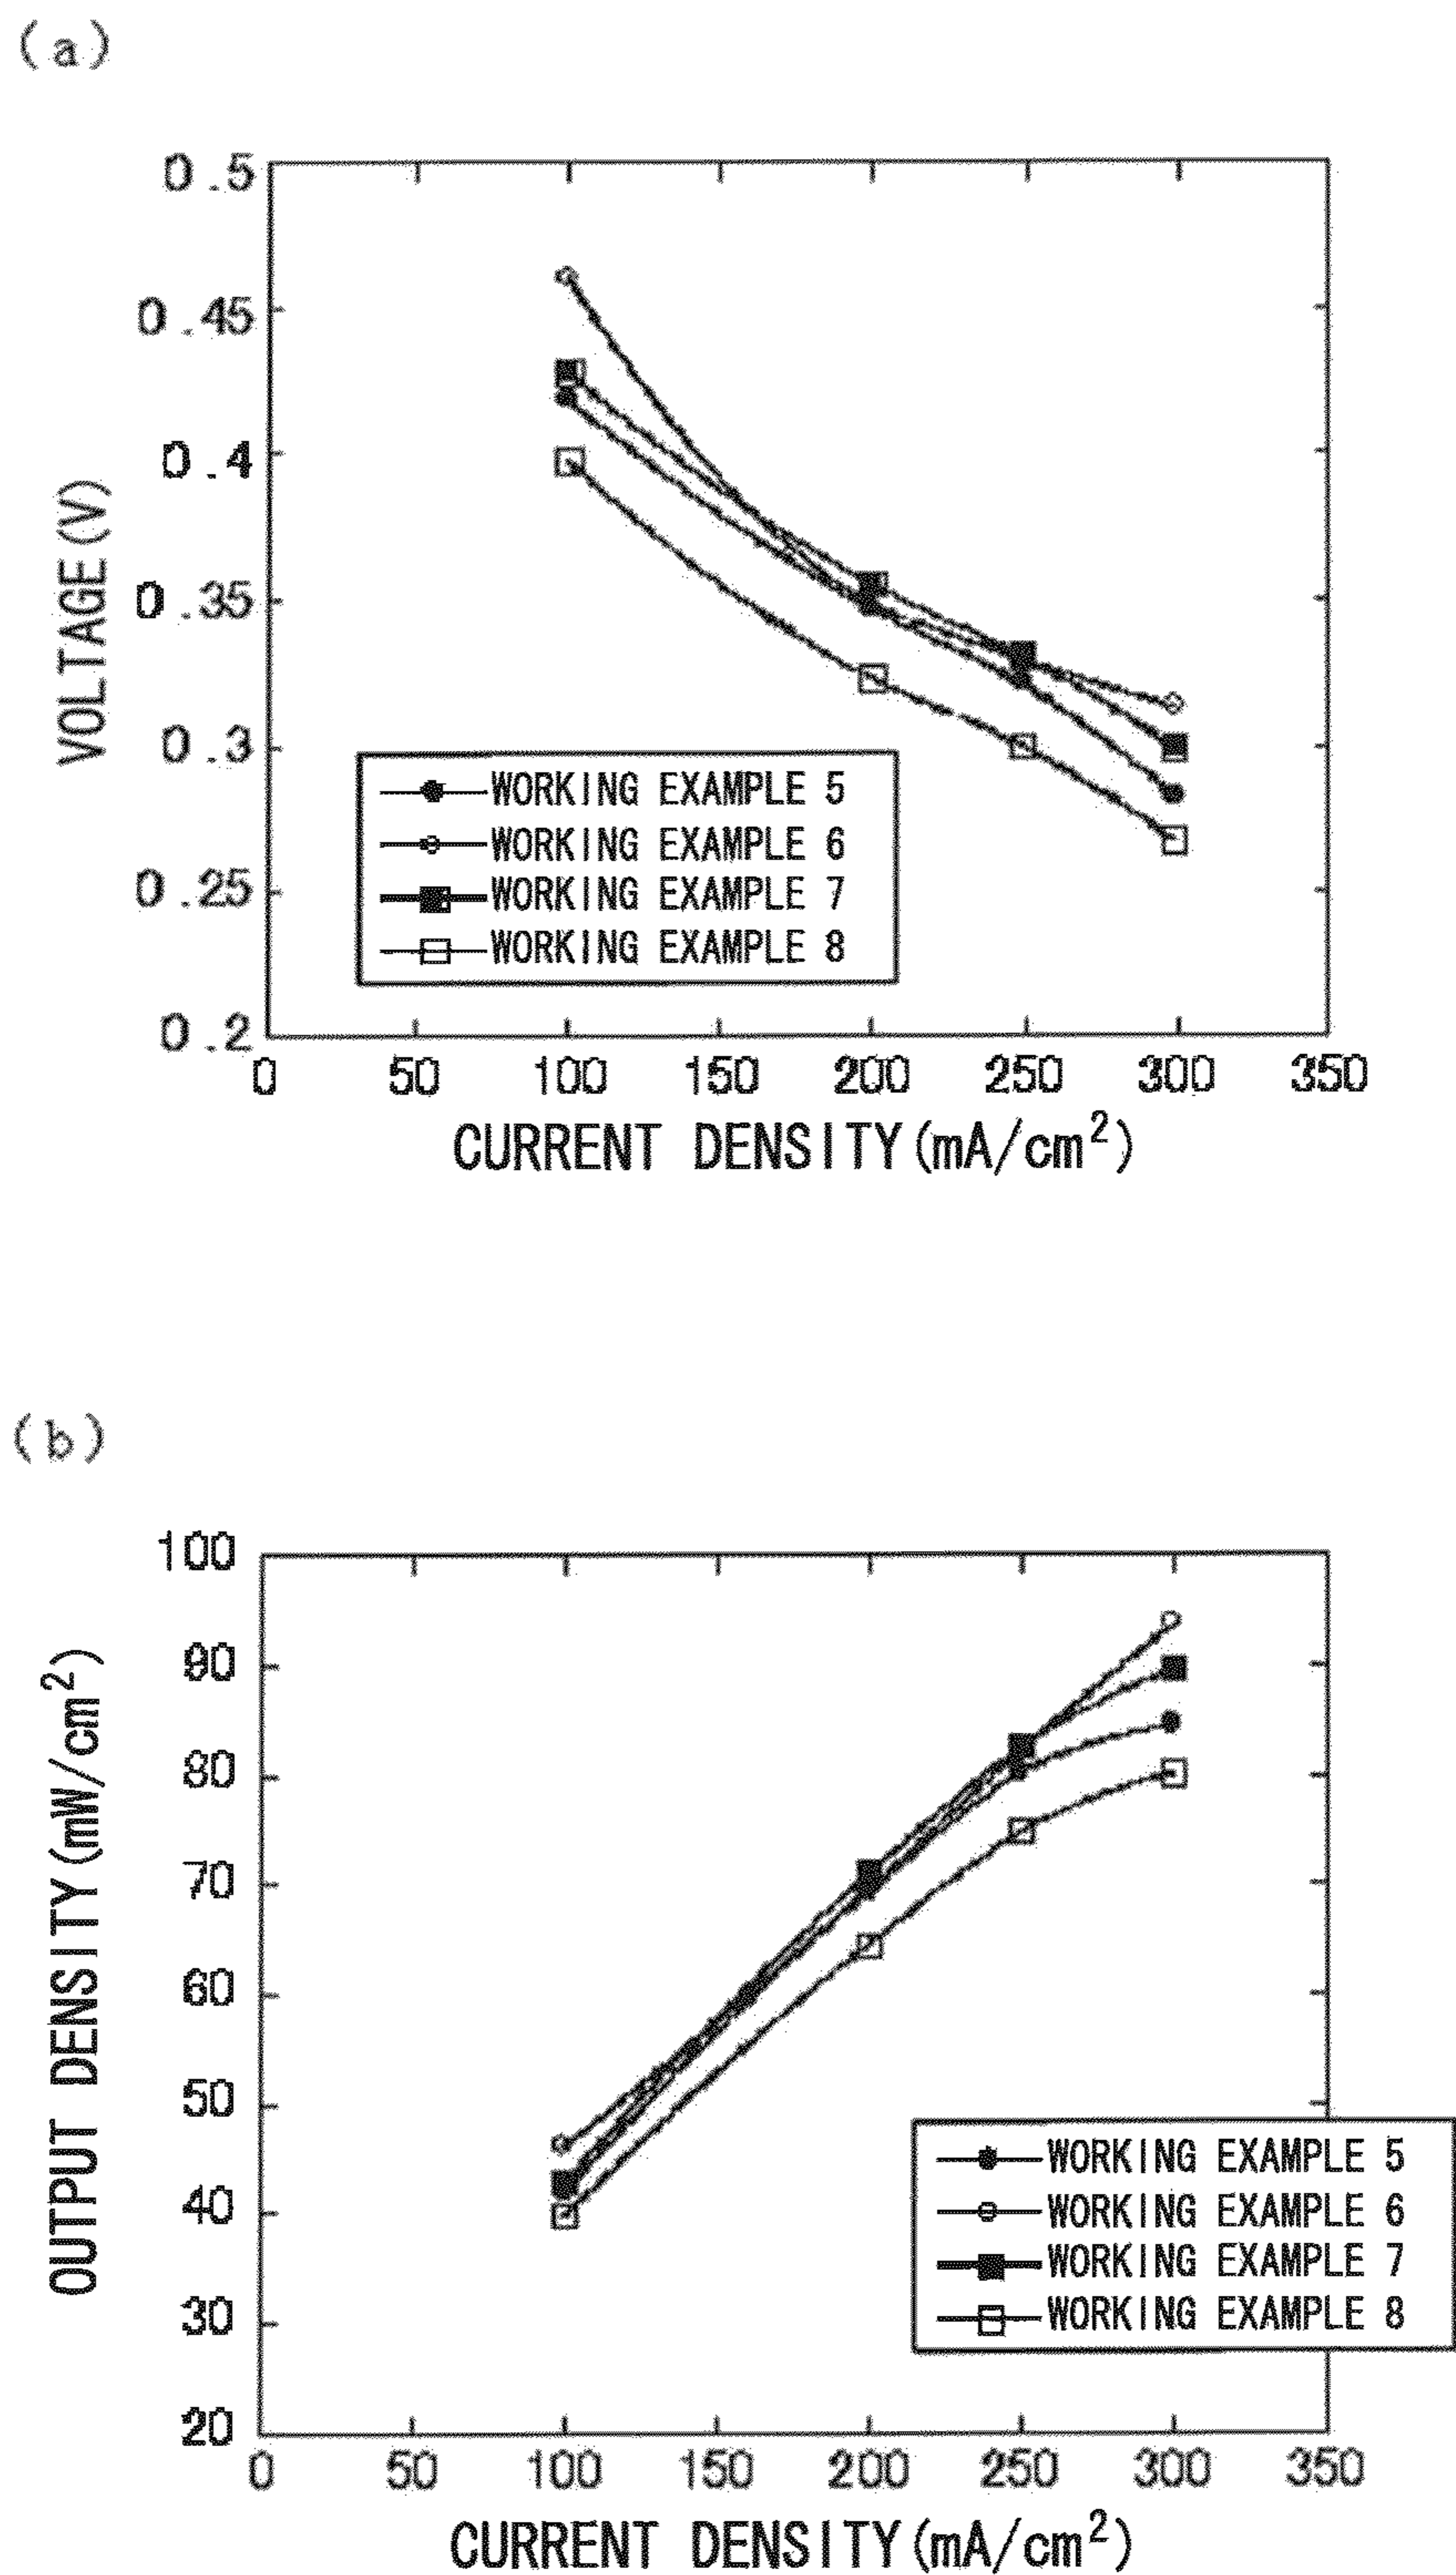 (a)
0.5
0.45
0.4
0.35
0.3
0.25
0.2
VOLTAGE(V)
WORKING EXAMPLE 5
WORKING EXAMPLE 6
WORKING EXAMPLE 7
WORKING EXAMPLE 8
0 50 100 150 200 250 300 350
CURRENT DENSITY(mA/cm²)
(b)
100
90
80
70
60
50
40
30
20
OUTPUT DENSITY(mW/cm²)
WORKING EXAMPLE 5
WORKING EXAMPLE 6
WORKING EXAMPLE 7
WORKING EXAMPLE 8
0 50 100 150 200 250 300 350
CURRENT DENSITY(mA/cm²)